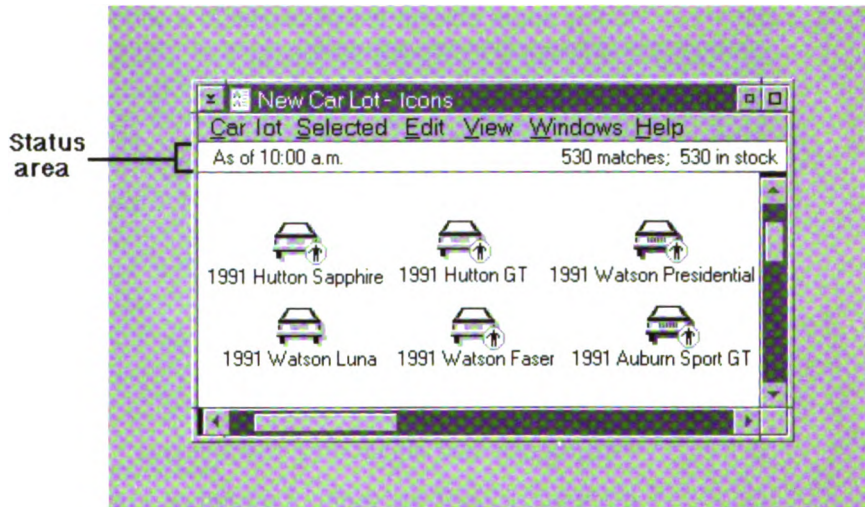 New Car Lot - Icons
Car lot Selected Edit View Windows Help
Status area
As of 10:00 a.m. 530 matches; 530 in stock
1991 Hutton Sapphire 1991 Hutton GT 1991 Watson Presidential
1991 Watson Luna 1991 Watson Faser 1991 Auburn Sport GT